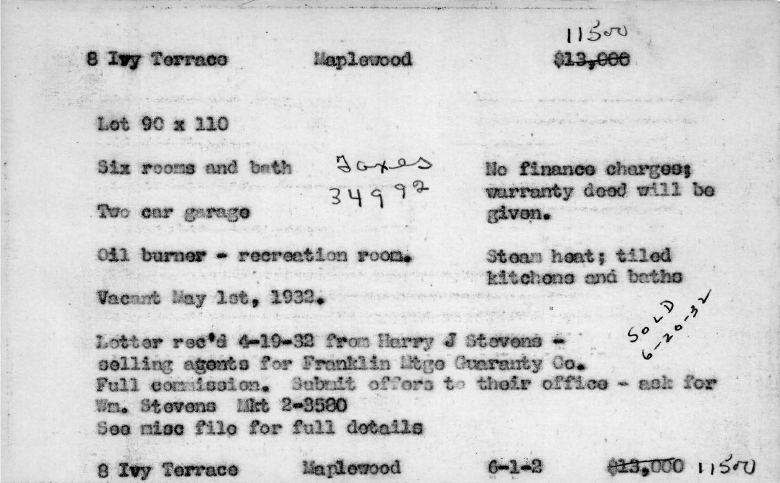 11500
8 Ivy Terrace Maplewood $13,000
Lot 90 x 110
Six rooms and bath Taxes No finance charges;
34992 warranty deed will be
Two car garage given.
Oil burner - recreation room. Steam heat; tiled
kitchens and baths
Vacant May 1st, 1932.
SOLD
6-20-32
Letter rec'd 4-19-32 from Harry J Stevens -
selling agents for Franklin Mtge Guaranty Co.
Full commission. Submit offers to their office - ask for
Wm. Stevens Mkt 2-3580
See misc file for full details
8 Ivy Terrace Maplewood 6-1-2 $13,000 11500